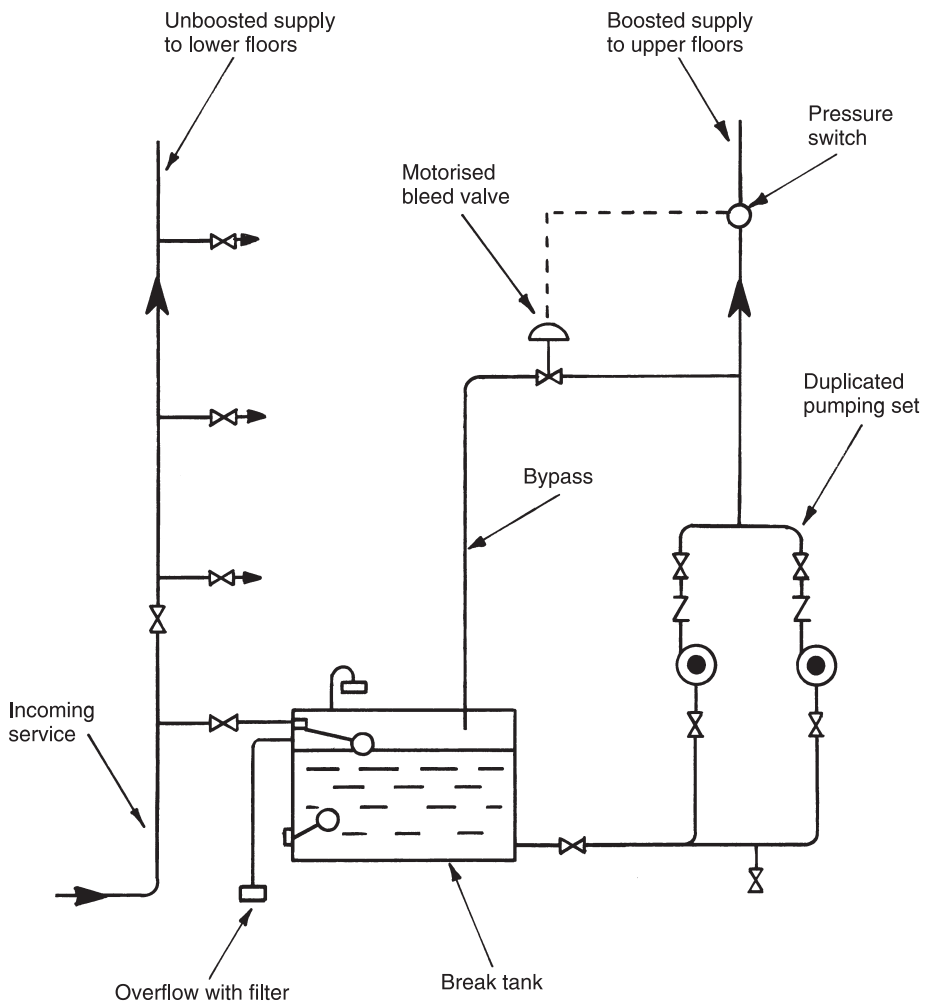 Unboosted supply
to lower floors
Boosted supply
to upper floors
Pressure
switch
Motorised
bleed valve
Duplicated
pumping set
Bypass
Incoming
service
Overflow with filter
Break tank